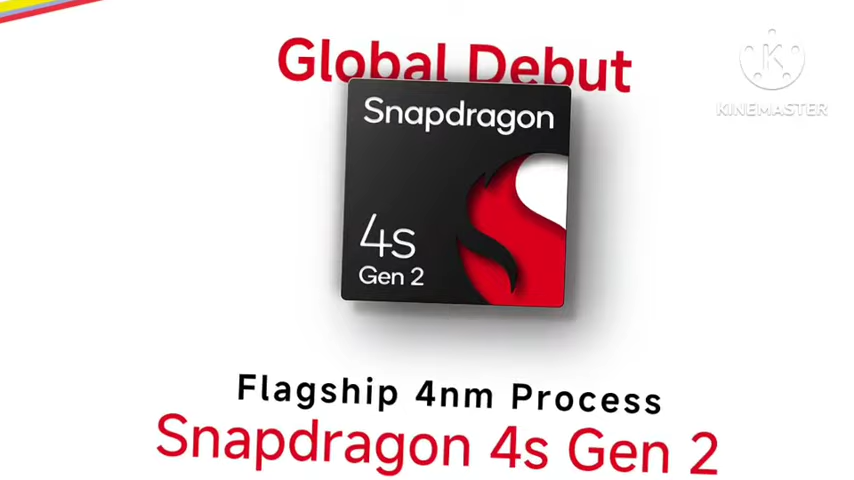 Global Debut
KINEMASTER
Snapdragon
4s
Gen 2
Flagship 4nm Process
Snapdragon 4s Gen 2